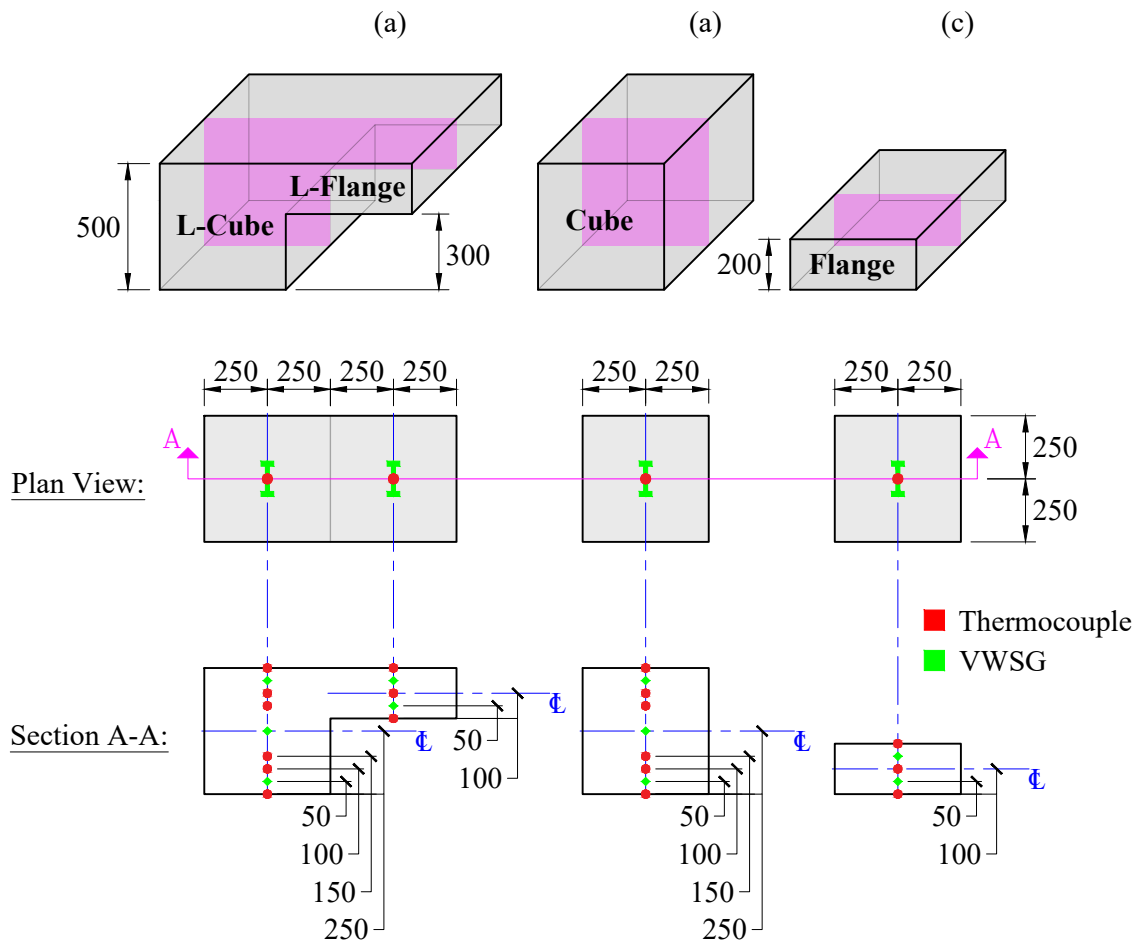 (a) (a) (c)
L-Flange
L-Cube
500
300
Cube
200
Flange
250 250 250 250 250 250 250 250
A A
Plan View:
250
250
Thermocouple
VWSG
Section A-A:
℄ ℄ ℄ ℄
50
100
50
100
150
250
50
100
150
250
50
100